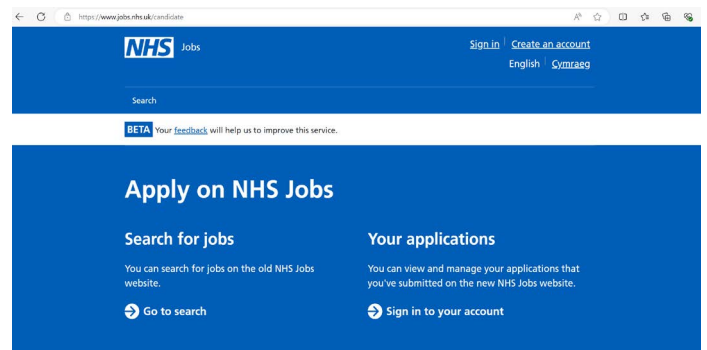 https://www.jobs.nhs.uk/candidate
NHS Jobs
Sign in Create an account
English Cymraeg
Search
BETA Your feedback will help us to improve this service.
Apply on NHS Jobs
Search for jobs
You can search for jobs on the old NHS Jobs
website.
Go to search
Your applications
You can view and manage your applications that
you've submitted on the new NHS Jobs website.
Sign in to your account